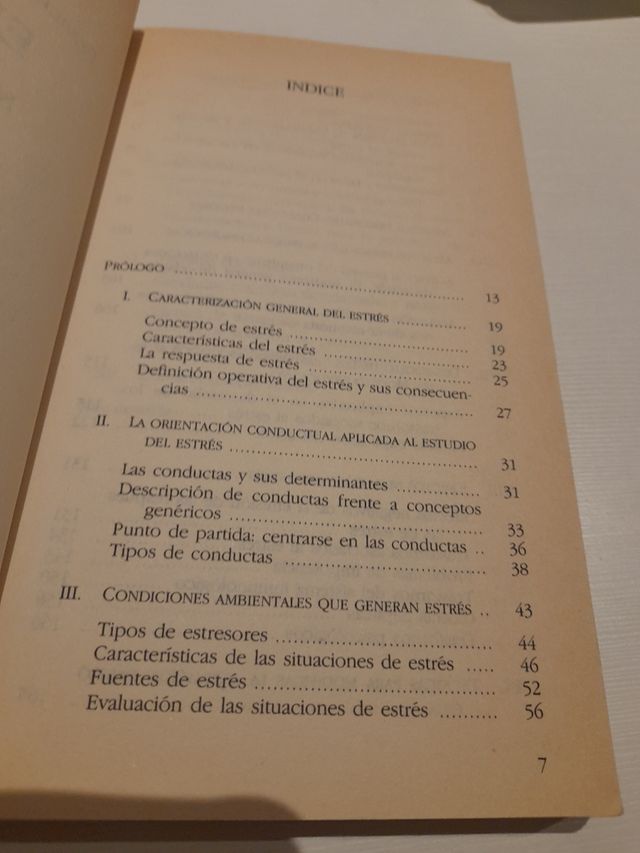 INDICE
PRÓLOGO ........ 13
I. CARACTERIZACIÓN GENERAL DEL ESTRÉS ........ 19
Concepto de estrés ........ 19
Características del estrés ........ 23
La respuesta de estrés ........ 25
Definición operativa del estrés y sus consecuen-
cias ........ 27
II. LA ORIENTACIÓN CONDUCTUAL APLICADA AL ESTUDIO
DEL ESTRÉS ........ 31
Las conductas y sus determinantes ........ 31
Descripción de conductas frente a conceptos
genéricos ........ 33
Punto de partida: centrarse en las conductas .. 36
Tipos de conductas ........ 38
III. CONDICIONES AMBIENTALES QUE GENERAN ESTRÉS .. 43
Tipos de estresores ........ 44
Características de las situaciones de estrés ..... 46
Fuentes de estrés ........ 52
Evaluación de las situaciones de estrés .......... 56
7